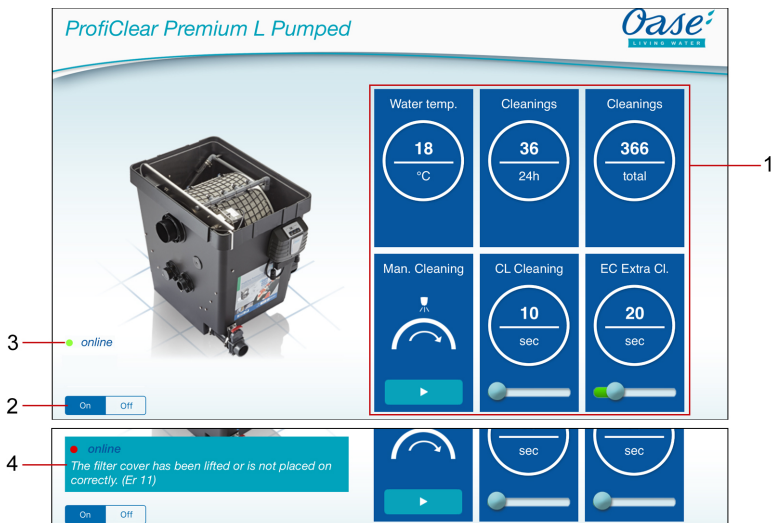 ProfiClear Premium L Pumped
Oase
LIVING WATER
Water temp.
18
°C
Cleanings
36
24h
Cleanings
366
total
1
Man. Cleaning
CL Cleaning
10
sec
EC Extra Cl.
20
sec
3
online
2
On Off
4
online
The filter cover has been lifted or is not placed on
correctly. (Er 11)
sec
sec
On Off